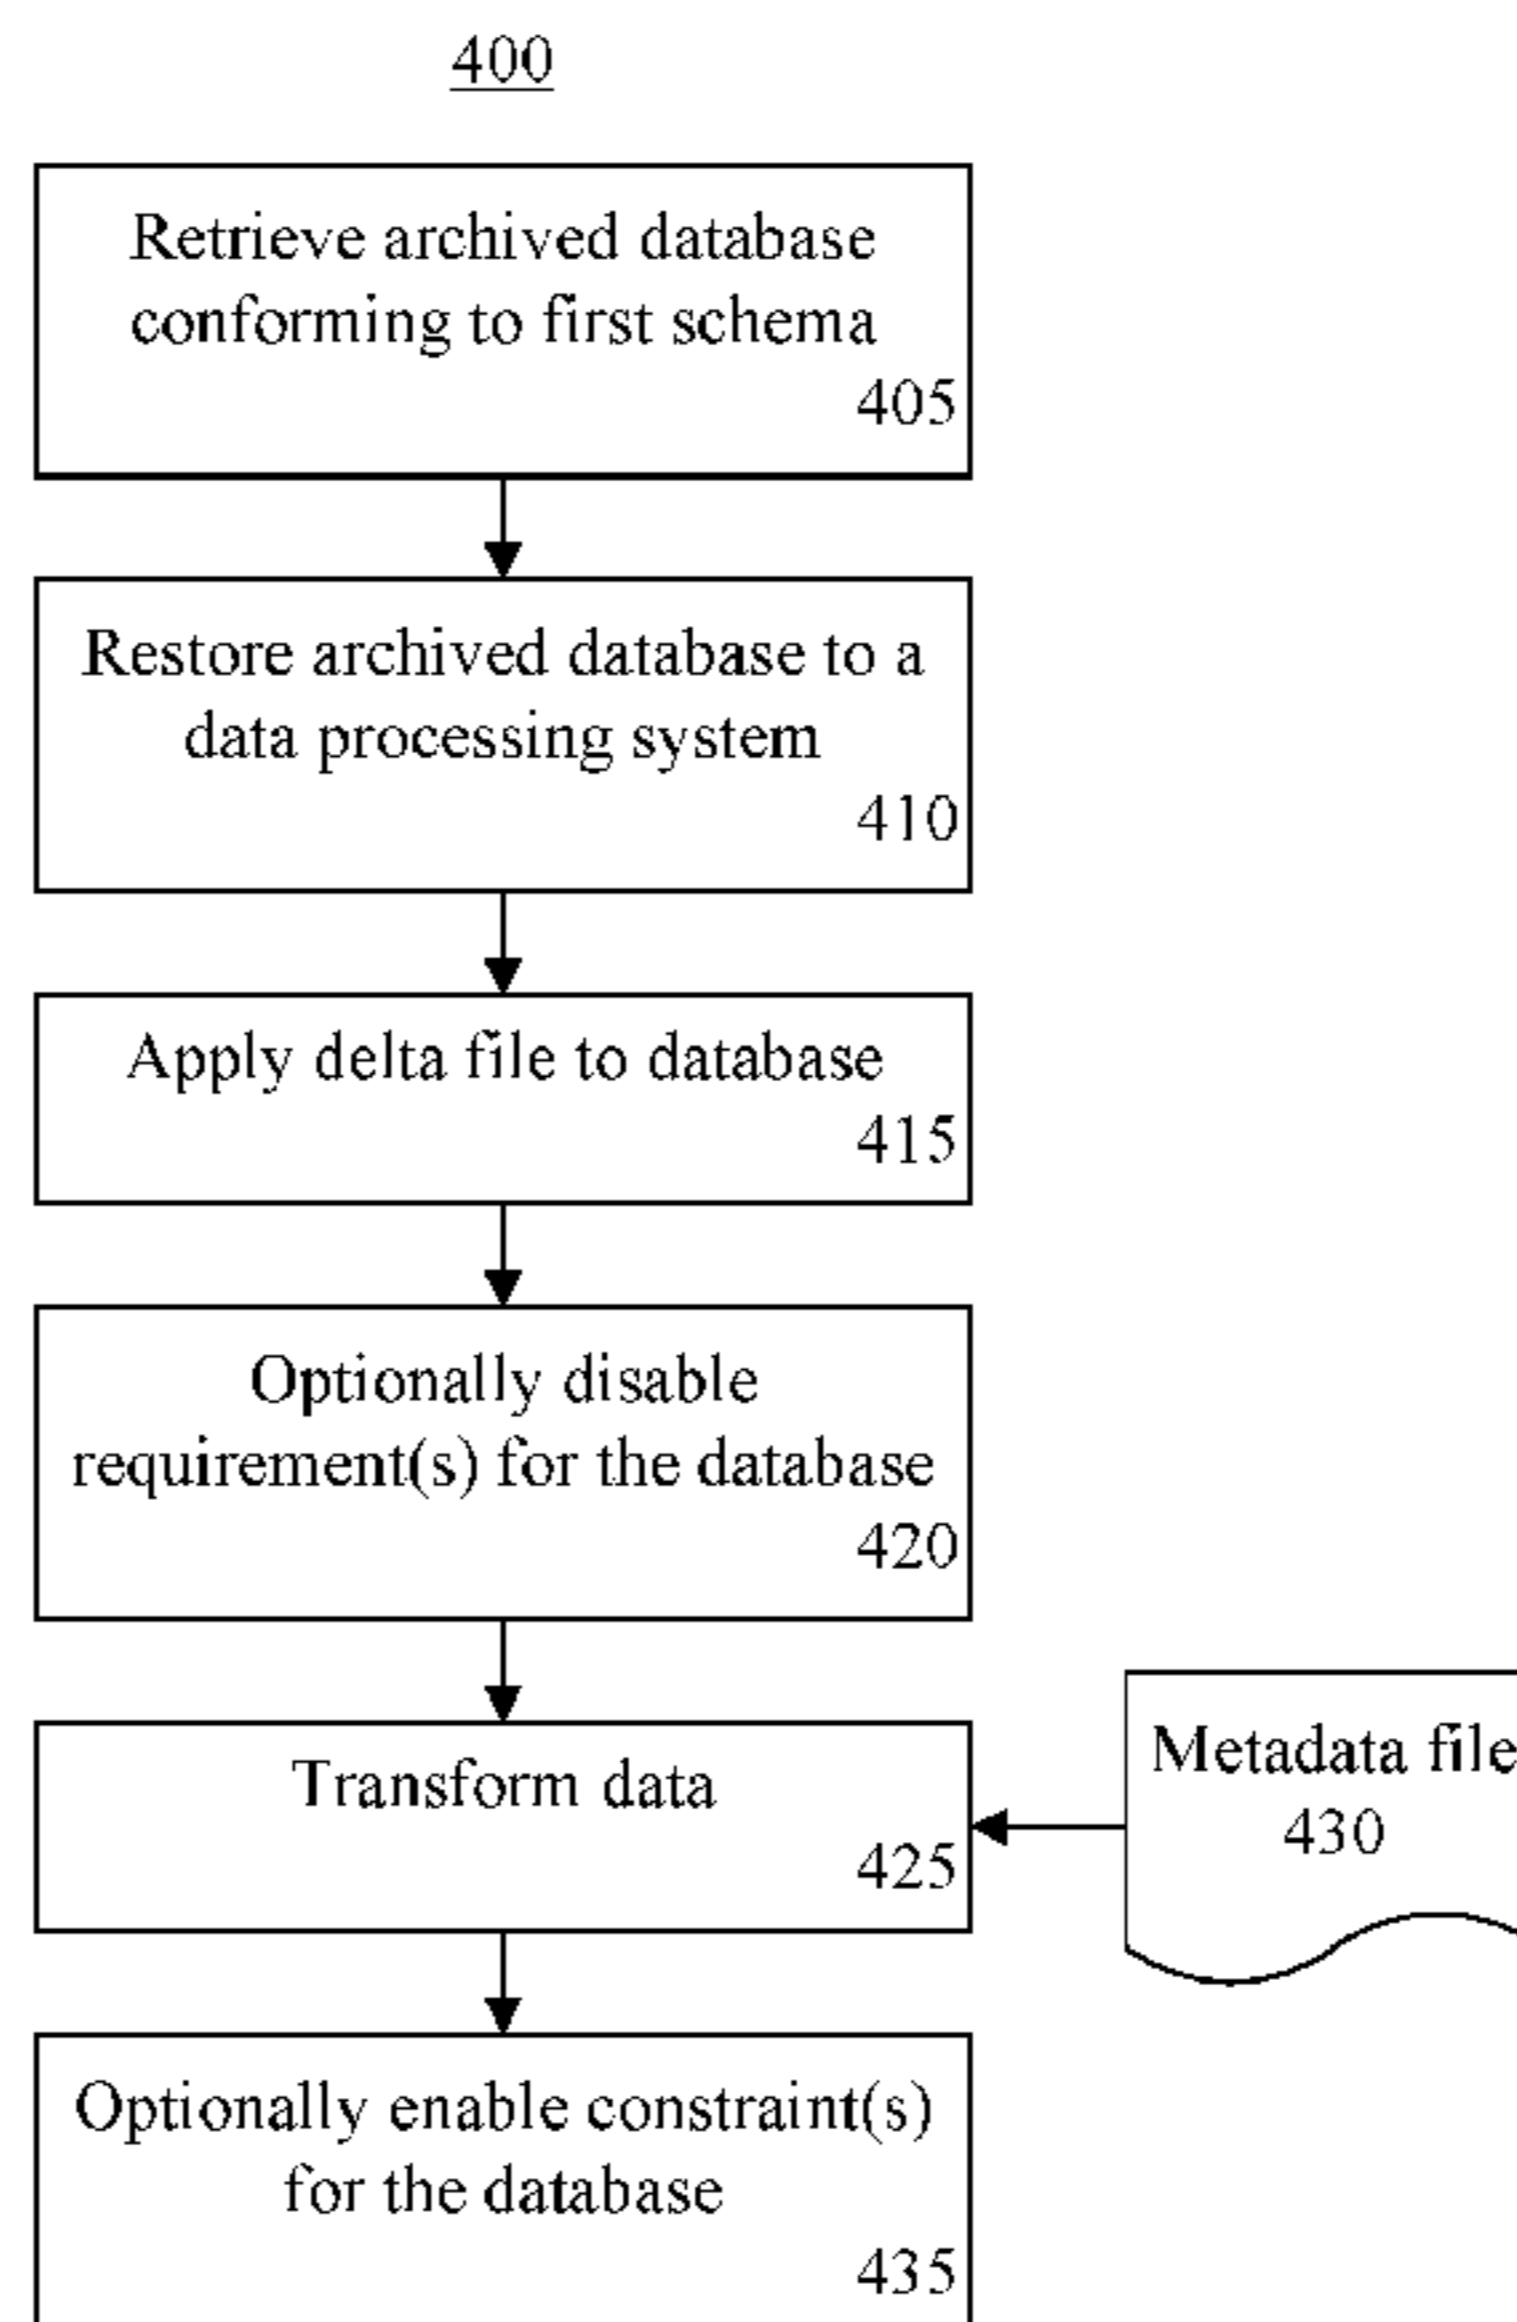 400
Retrieve archived database
conforming to first schema
405
Restore archived database to a
data processing system
410
Apply delta file to database
415
Optionally disable
requirement(s) for the database
420
Transform data
425
Metadata file
430
Optionally enable constraint(s)
for the database
435